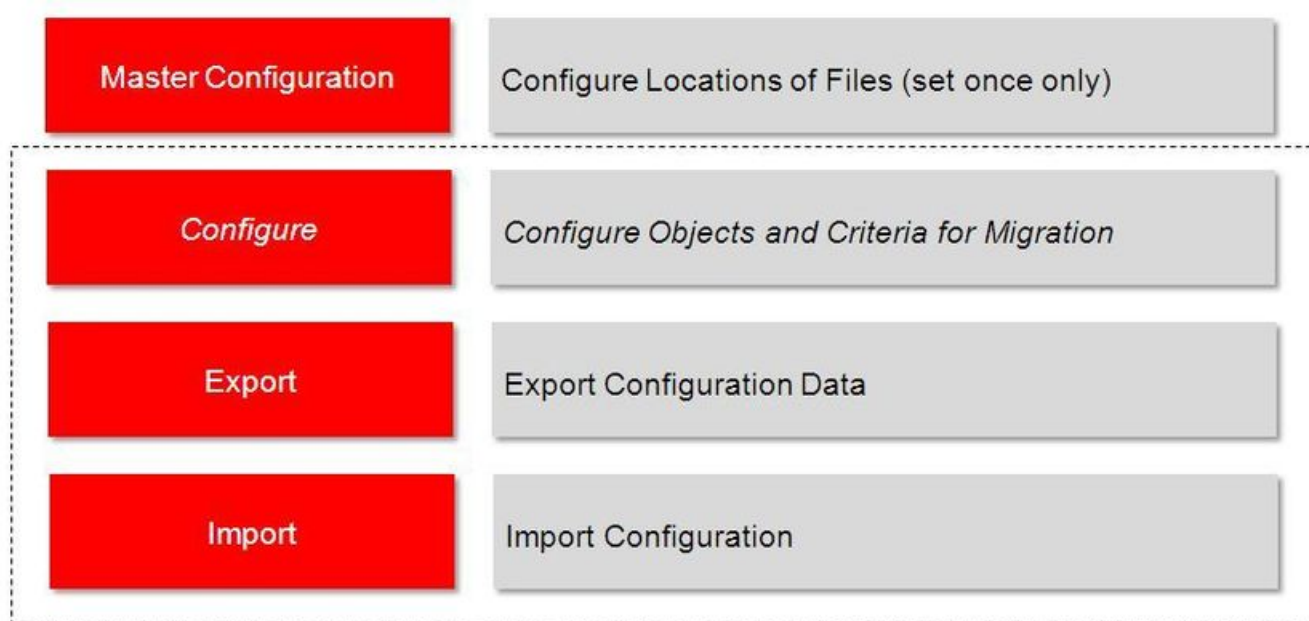 Master Configuration
Configure Locations of Files (set once only)
Configure
Configure Objects and Criteria for Migration
Export
Export Configuration Data
Import
Import Configuration